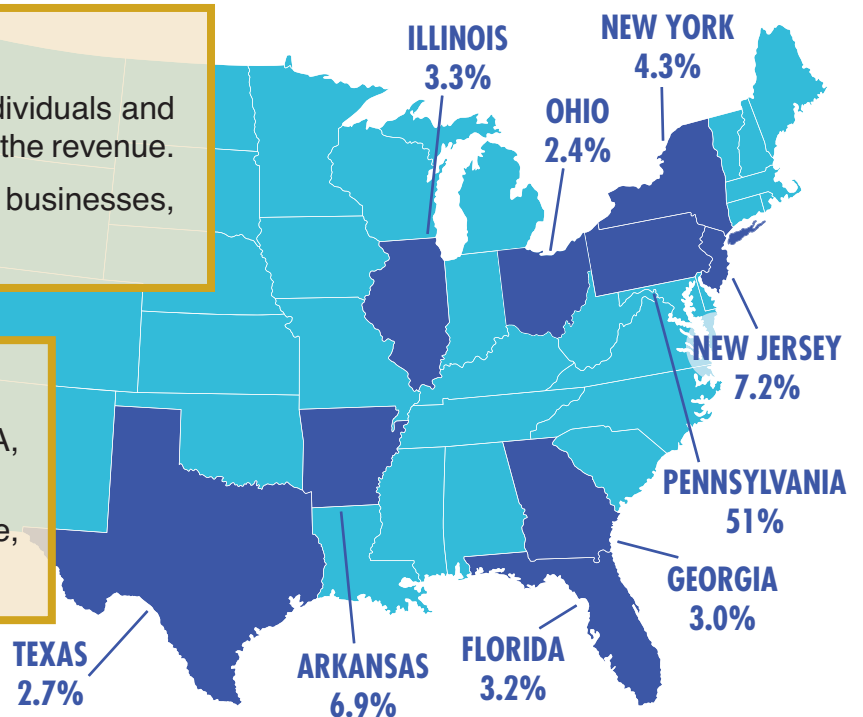 dividuals and
the revenue.
businesses,
A,
e,
ILLINOIS
3.3%
NEW YORK
4.3%
OHIO
2.4%
NEW JERSEY
7.2%
PENNSYLVANIA
51%
GEORGIA
3.0%
FLORIDA
3.2%
ARKANSAS
6.9%
TEXAS
2.7%